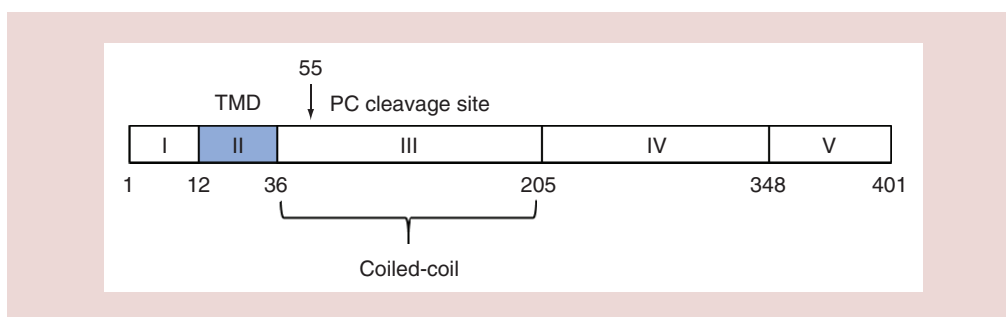 55
TMD PC cleavage site
I II III IV V
1 12 36 205 348 401
Coiled-coil